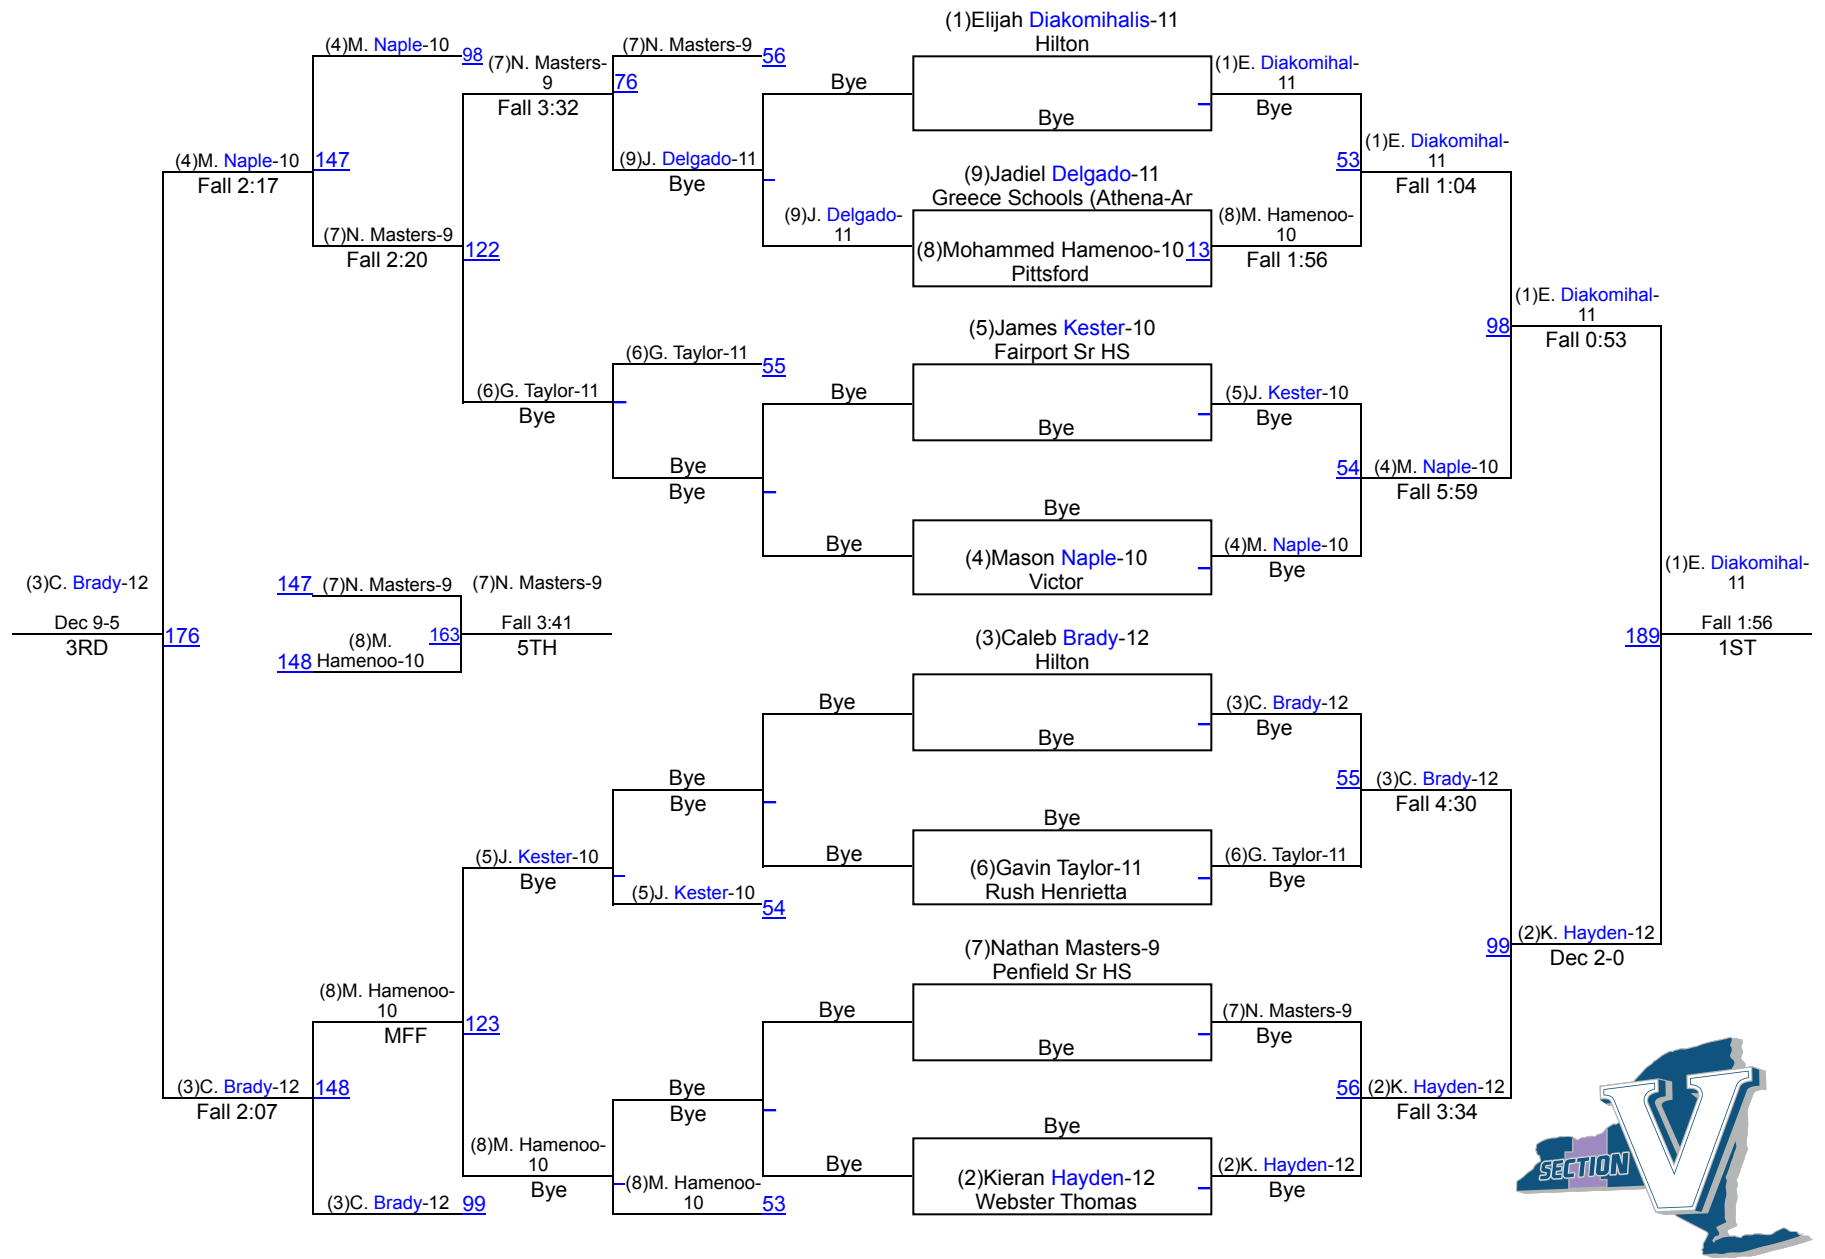 (1)Elijah Diakomihalis-11
Hilton
(4)M. Naple-10
98
(7)N. Masters-9
56
(7)N. Masters-
9
Fall 3:32
76
Bye
Bye
(1)E. Diakomihal-
11
Bye
(1)E. Diakomihal-
11
Fall 1:04
53
(4)M. Naple-10
Fall 2:17
147
(9)J. Delgado-11
Bye
(9)Jadiel Delgado-11
Greece Schools (Athena-Ar
(9)J. Delgado-
11
(8)Mohammed Hamenoo-10
13
Pittsford
(8)M. Hamenoo-
10
Fall 1:56
(7)N. Masters-9
Fall 2:20
122
(1)E. Diakomihal-
11
Fall 0:53
98
(5)James Kester-10
Fairport Sr HS
(6)G. Taylor-11
55
(6)G. Taylor-11
Bye
Bye
Bye
(5)J. Kester-10
Bye
Bye
Bye
54
(4)M. Naple-10
Fall 5:59
Bye
Bye
(4)Mason Naple-10
Victor
(4)M. Naple-10
Bye
(3)C. Brady-12
Dec 9-5
3RD
176
147
(7)N. Masters-9
(7)N. Masters-9
(8)M.
Hamenoo-10
148
163
Fall 3:41
5TH
(1)E. Diakomihal-
11
Fall 1:56
1ST
189
(3)Caleb Brady-12
Hilton
Bye
Bye
(3)C. Brady-12
Bye
Bye
Bye
55
(3)C. Brady-12
Fall 4:30
Bye
Bye
(6)Gavin Taylor-11
Rush Henrietta
(6)G. Taylor-11
Bye
(5)J. Kester-10
Bye
(5)J. Kester-10
54
(7)Nathan Masters-9
Penfield Sr HS
99
(2)K. Hayden-12
Dec 2-0
(8)M. Hamenoo-
10
MFF
123
Bye
Bye
(7)N. Masters-9
Bye
(3)C. Brady-12
Fall 2:07
148
Bye
Bye
56
(2)K. Hayden-12
Fall 3:34
(8)M. Hamenoo-
10
Bye
Bye
Bye
(2)Kieran Hayden-12
Webster Thomas
(2)K. Hayden-12
Bye
(3)C. Brady-12
99
(8)M. Hamenoo-
10
53
SECTION V